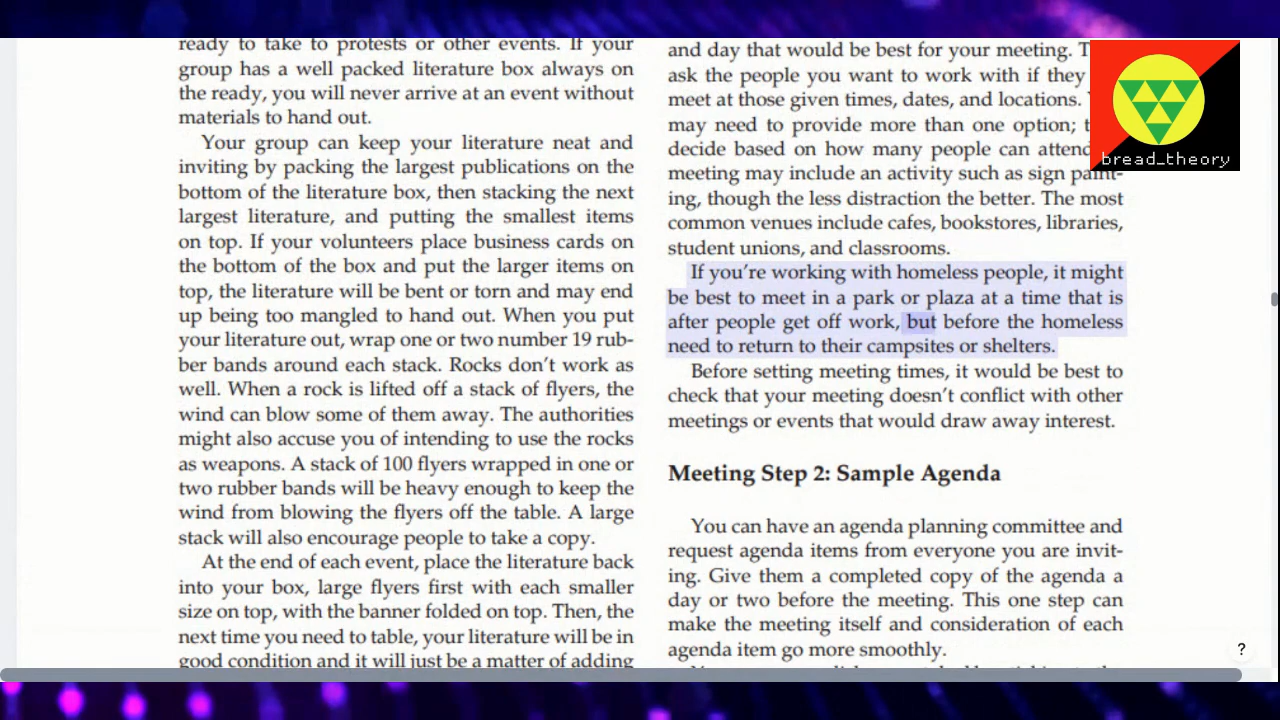 ready to take to protests or other events. If your
group has a well packed literature box always on
the ready, you will never arrive at an event without
materials to hand out.
Your group can keep your literature neat and
inviting by packing the largest publications on the
bottom of the literature box, then stacking the next
largest literature, and putting the smallest items
on top. If your volunteers place business cards on
the bottom of the box and put the larger items on
top, the literature will be bent or torn and may end
up being too mangled to hand out. When you put
your literature out, wrap one or two number 19 rub-
ber bands around each stack. Rocks don't work as
well. When a rock is lifted off a stack of flyers, the
wind can blow some of them away. The authorities
might also accuse you of intending to use the rocks
as weapons. A stack of 100 flyers wrapped in one or
two rubber bands will be heavy enough to keep the
wind from blowing the flyers off the table. A large
stack will also encourage people to take a copy.
At the end of each event, place the literature back
into your box, large flyers first with each smaller
size on top, with the banner folded on top. Then, the
next time you need to table, your literature will be in
good condition and it will just be a matter of adding
and day that would be best for your meeting.
ask the people you want to work with if they
meet at those given times, dates, and locations.
may need to provide more than one option;
decide based on how many people can attend
meeting may include an activity such as sign paint-
ing, though the less distraction the better. The most
common venues include cafes, bookstores, libraries,
student unions, and classrooms.
If you're working with homeless people, it might
be best to meet in a park or plaza at a time that is
after people get off work, but before the homeless
need to return to their campsites or shelters.
Before setting meeting times, it would be best to
check that your meeting doesn't conflict with other
meetings or events that would draw away interest.
Meeting Step 2: Sample Agenda
You can have an agenda planning committee and
request agenda items from everyone you are invit-
ing. Give them a completed copy of the agenda a
day or two before the meeting. This one step can
make the meeting itself and consideration of each
agenda item go more smoothly.
bread_theory
?